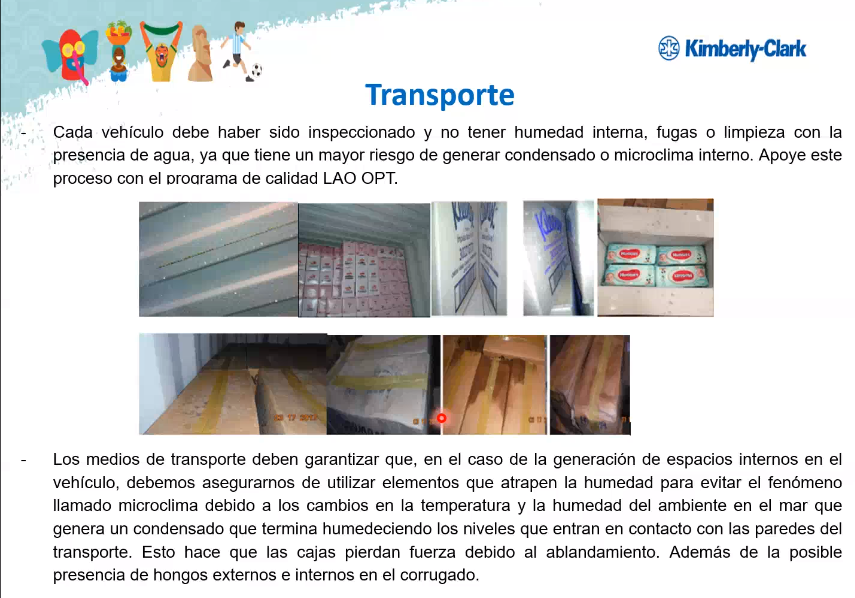 Kimberly-Clark
Transporte
- Cada vehículo debe haber sido inspeccionado y no tener humedad interna, fugas o limpieza con la
presencia de agua, ya que tiene un mayor riesgo de generar condensado o microclima interno. Apoye este
proceso con el programa de calidad LAO OPT.
- Los medios de transporte deben garantizar que, en el caso de la generación de espacios internos en el
vehículo, debemos asegurarnos de utilizar elementos que atrapen la humedad para evitar el fenómeno
llamado microclima debido a los cambios en la temperatura y la humedad del ambiente en el mar que
genera un condensado que termina humedeciendo los niveles que entran en contacto con las paredes del
transporte. Esto hace que las cajas pierdan fuerza debido al ablandamiento. Además de la posible
presencia de hongos externos e internos en el corrugado.